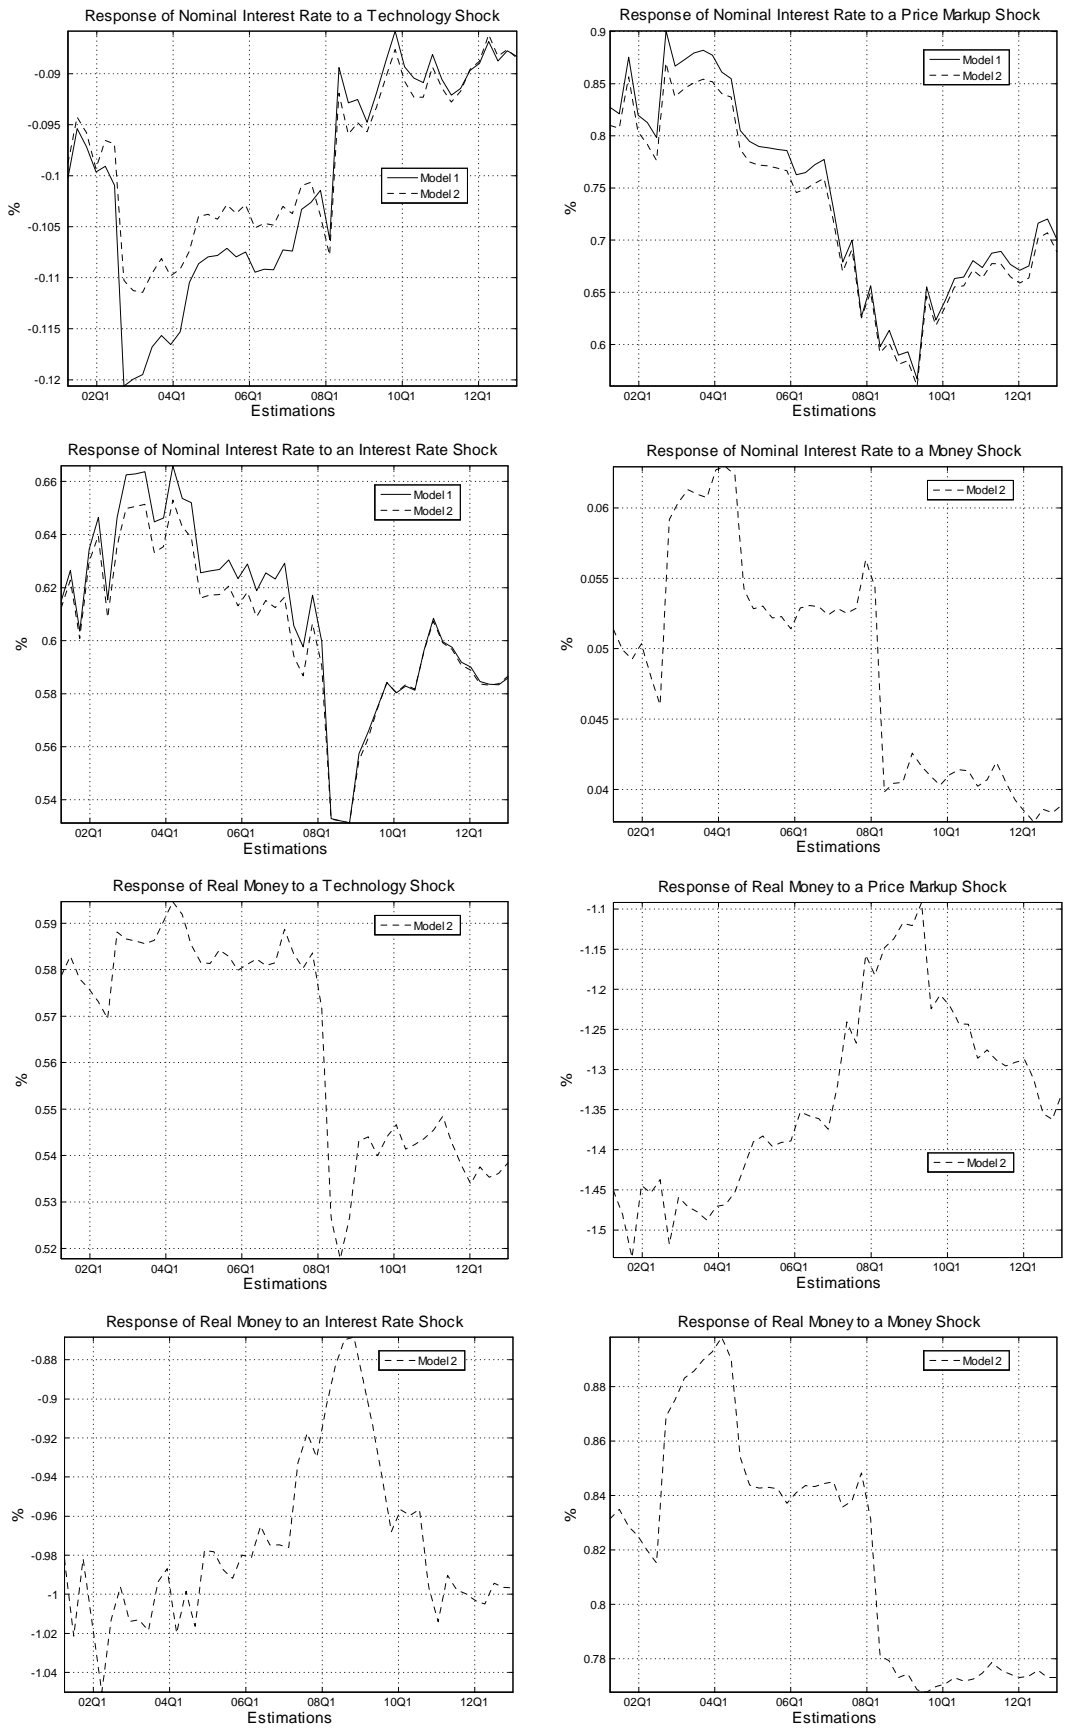 Response of Nominal Interest Rate to a Technology Shock
-0.09
-0.095
-0.1
-0.105
-0.11
-0.115
-0.12
%
Model 1
Model 2
02Q1 04Q1 06Q1 08Q1 10Q1 12Q1
Estimations
Response of Nominal Interest Rate to a Price Markup Shock
0.9
0.85
0.8
0.75
0.7
0.65
0.6
%
Model 1
Model 2
02Q1 04Q1 06Q1 08Q1 10Q1 12Q1
Estimations
Response of Nominal Interest Rate to an Interest Rate Shock
0.66
0.64
0.62
0.6
0.58
0.56
0.54
%
Model 1
Model 2
02Q1 04Q1 06Q1 08Q1 10Q1 12Q1
Estimations
Response of Nominal Interest Rate to a Money Shock
0.06
0.055
0.05
0.045
0.04
%
Model 2
02Q1 04Q1 06Q1 08Q1 10Q1 12Q1
Estimations
Response of Real Money to a Technology Shock
0.59
0.58
0.57
0.56
0.55
0.54
0.53
0.52
%
Model 2
02Q1 04Q1 06Q1 08Q1 10Q1 12Q1
Estimations
Response of Real Money to a Price Markup Shock
-1.1
-1.15
-1.2
-1.25
-1.3
-1.35
-1.4
-1.45
-1.5
%
Model 2
02Q1 04Q1 06Q1 08Q1 10Q1 12Q1
Estimations
Response of Real Money to an Interest Rate Shock
-0.88
-0.9
-0.92
-0.94
-0.96
-0.98
-1
-1.02
-1.04
%
Model 2
02Q1 04Q1 06Q1 08Q1 10Q1 12Q1
Estimations
Response of Real Money to a Money Shock
0.88
0.86
0.84
0.82
0.8
0.78
%
Model 2
02Q1 04Q1 06Q1 08Q1 10Q1 12Q1
Estimations